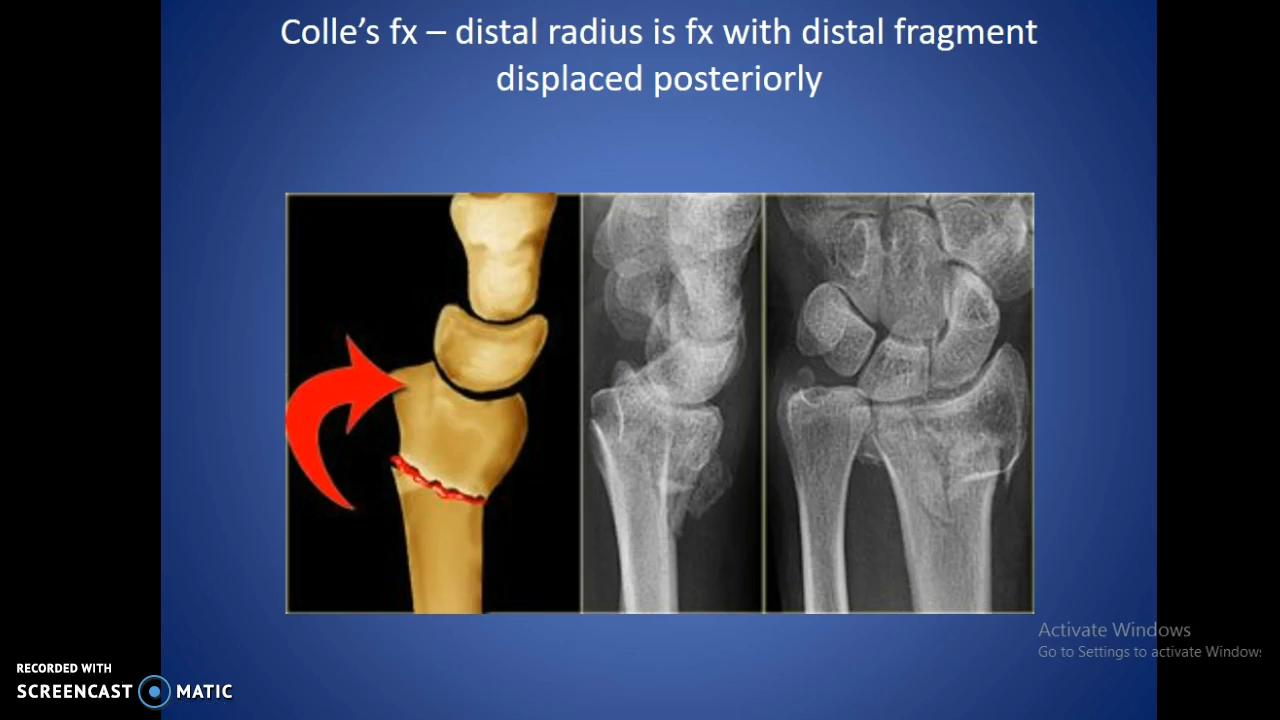 Colle’s fx – distal radius is fx with distal fragment
displaced posteriorly
Activate Windows
Go to Settings to activate Windows
RECORDED WITH
SCREENCAST MATIC